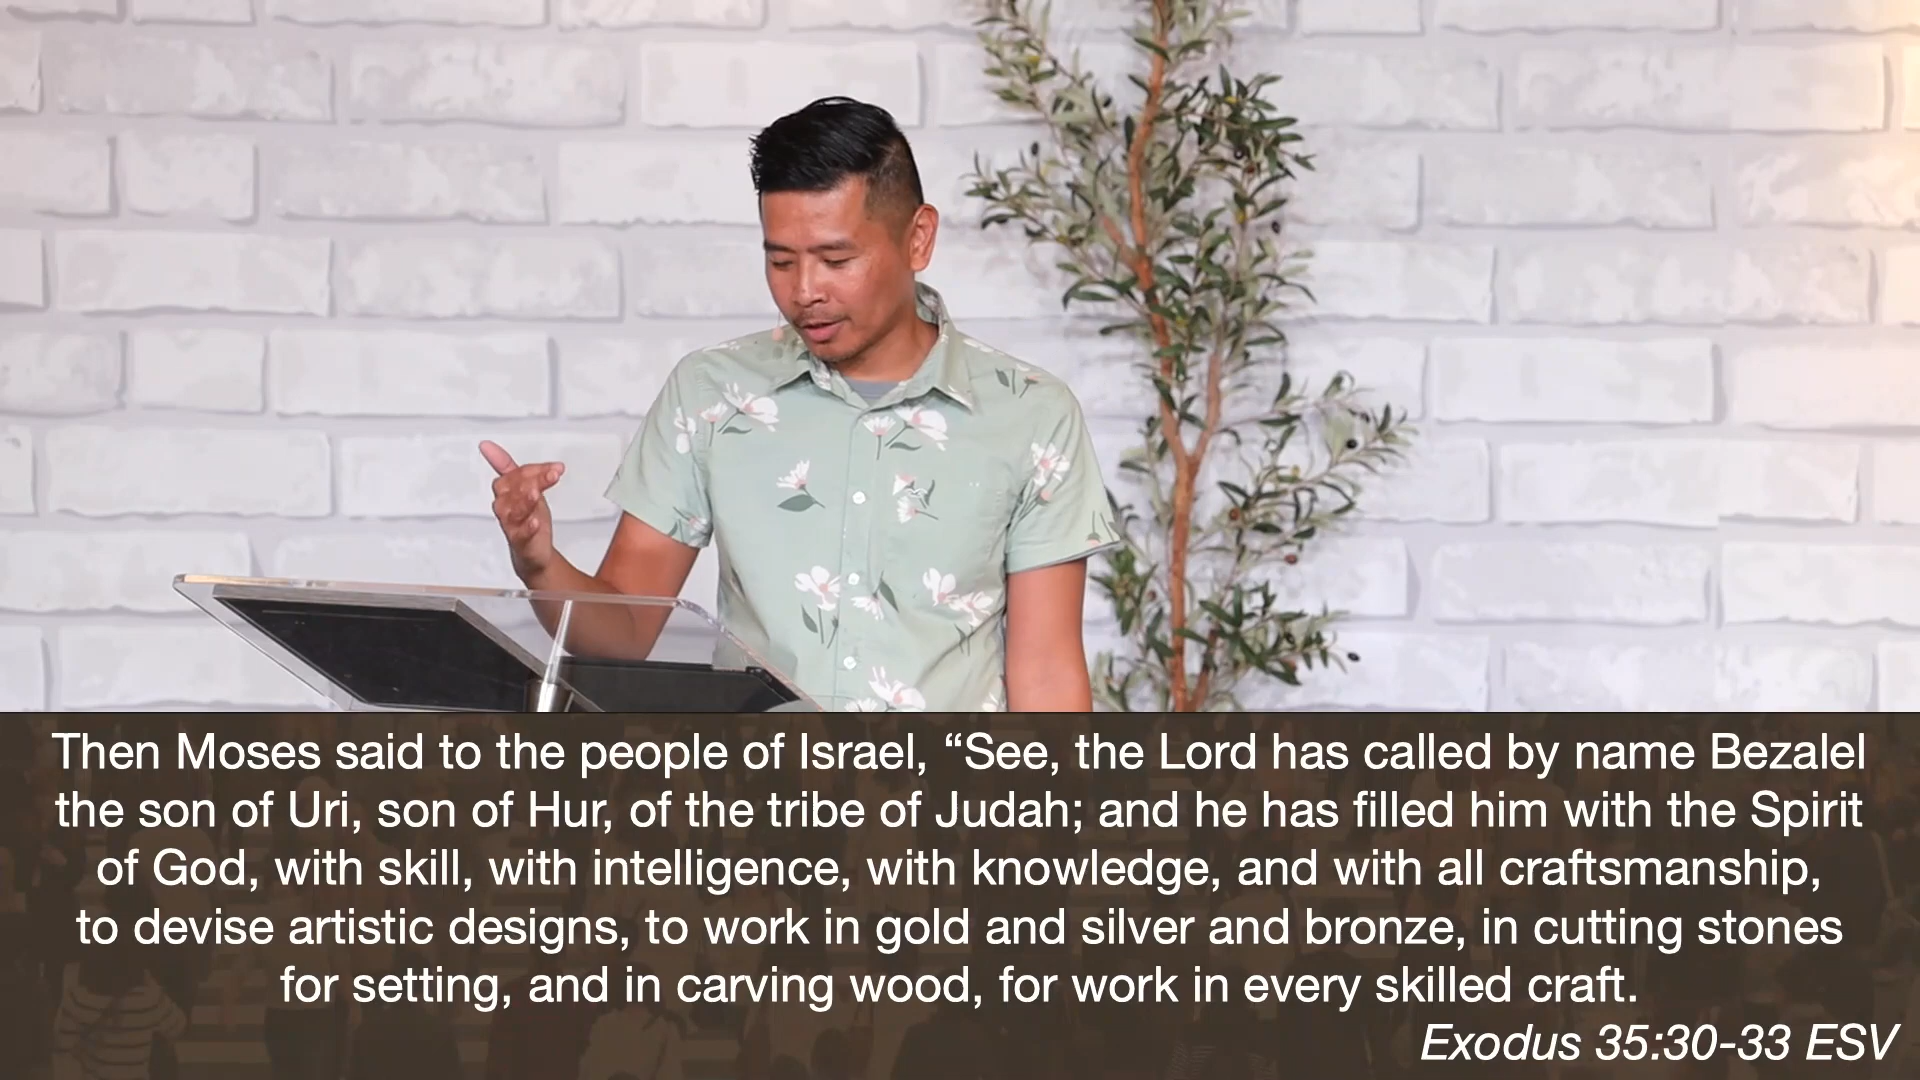 Then Moses said to the people of Israel, “See, the Lord has called by name Bezalel
the son of Uri, son of Hur, of the tribe of Judah; and he has filled him with the Spirit
of God, with skill, with intelligence, with knowledge, and with all craftsmanship,
to devise artistic designs, to work in gold and silver and bronze, in cutting stones
for setting, and in carving wood, for work in every skilled craft.
Exodus 35:30-33 ESV